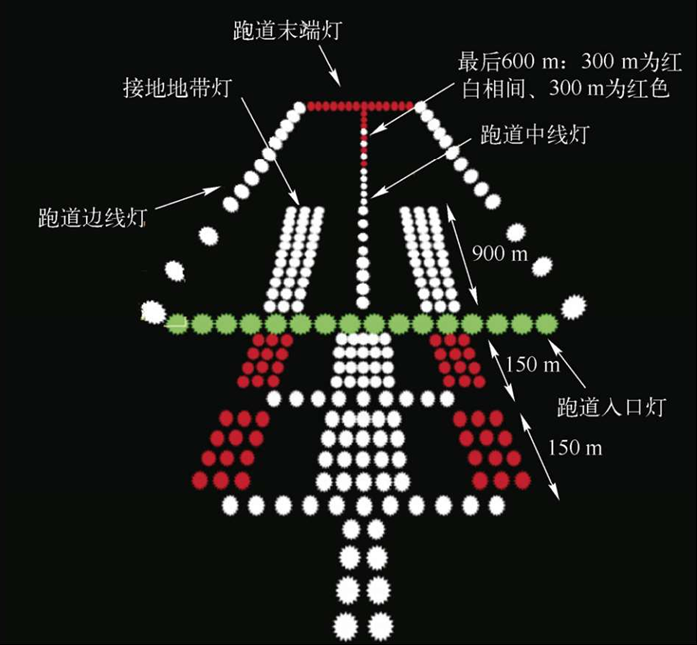 跑道末端灯
最后600 m：300 m为红
白相间、300 m为红色
接地地带灯
跑道中线灯
跑道边线灯
900 m
150 m
跑道入口灯
150 m